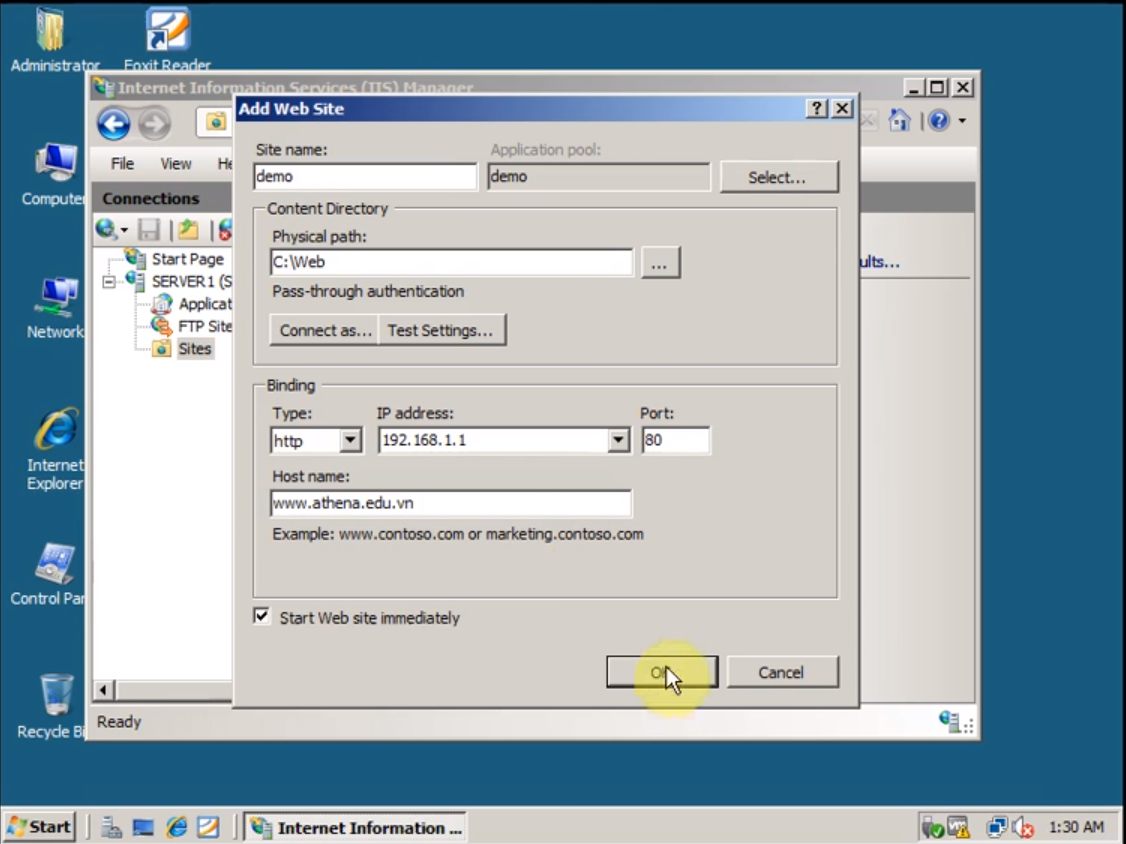 Administrator
Foxit Reader
Internet Information Services (IIS) Manager
Add Web Site
File View He
Site name:
Application pool:
demo
demo
Select...
Connections
Content Directory
Physical path:
C:\Web
...
Pass-through authentication
Connect as... Test Settings...
Start Page
SERVER1 (S
Applicat
FTP Site
Sites
ults...
Binding
Type: IP address: Port:
http 192.168.1.1 80
Host name:
www.athena.edu.vn
Example: www.contoso.com or marketing.contoso.com
Start Web site immediately
OK
Cancel
Ready
Computer
Network
Internet
Explorer
Control Par
Recycle Bi
Start
Internet Information ...
1:30 AM